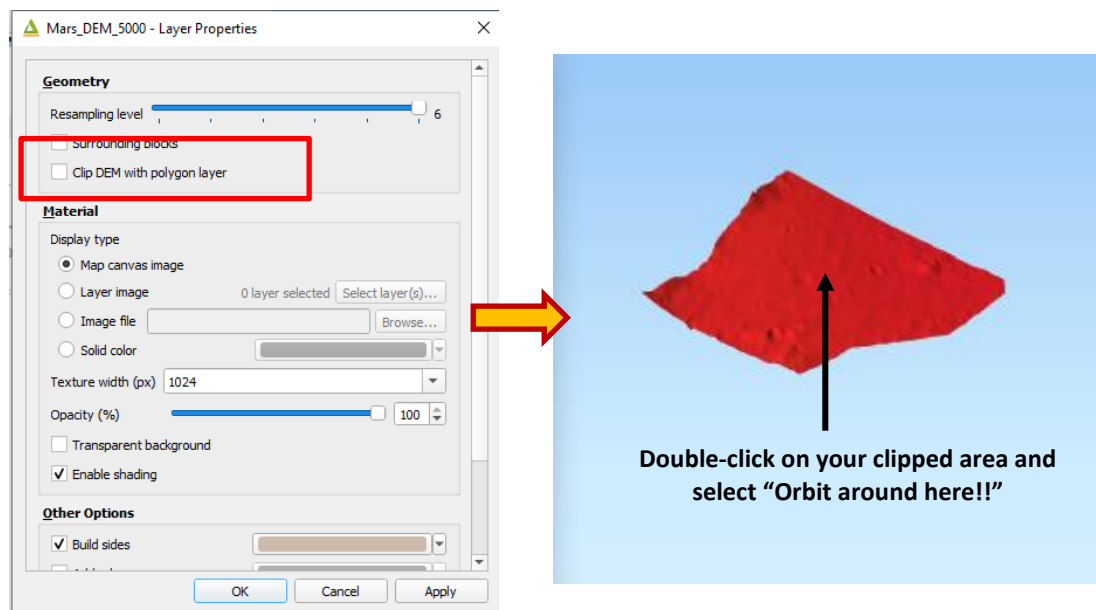 Mars_DEM_5000 - Layer Properties
Geometry
Resampling level 6
Surrounding blocks
Clip DEM with polygon layer
Material
Display type
Map canvas image
Layer image 0 layer selected Select layer(s)...
Image file Browse...
Solid color
Texture width (px) 1024
Opacity (%) 100
Transparent background
Enable shading
Other Options
Build sides
OK Cancel Apply
Double-click on your clipped area and
select “Orbit around here!!”